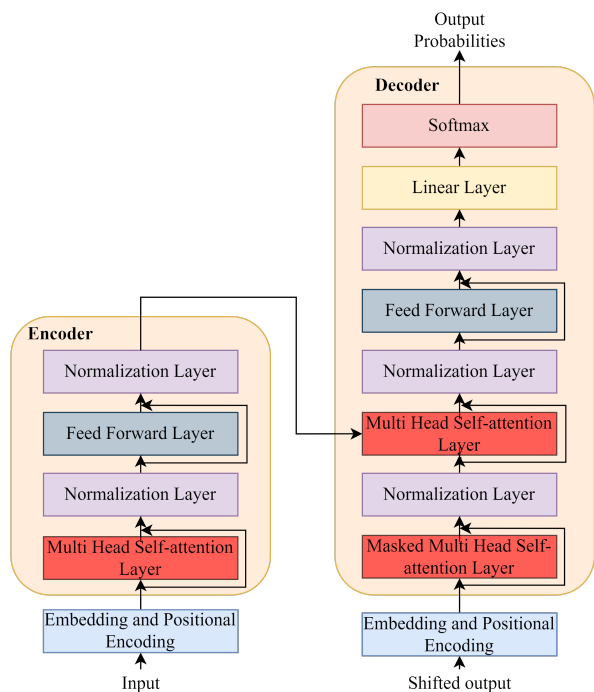 Output
Probabilities
Decoder
Softmax
Linear Layer
Normalization Layer
Feed Forward Layer
Normalization Layer
Multi Head Self-attention
Layer
Normalization Layer
Masked Multi Head Self-
attention Layer
Embedding and Positional
Encoding
Shifted output
Encoder
Normalization Layer
Feed Forward Layer
Normalization Layer
Multi Head Self-attention
Layer
Embedding and Positional
Encoding
Input